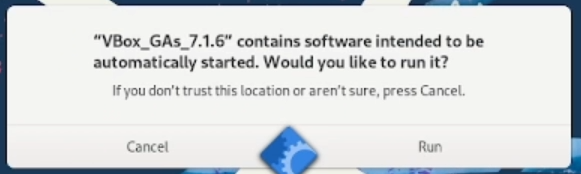 “VBox_GAs_7.1.6” contains software intended to be
automatically started. Would you like to run it?
If you don’t trust this location or aren’t sure, press Cancel.
Cancel
Run